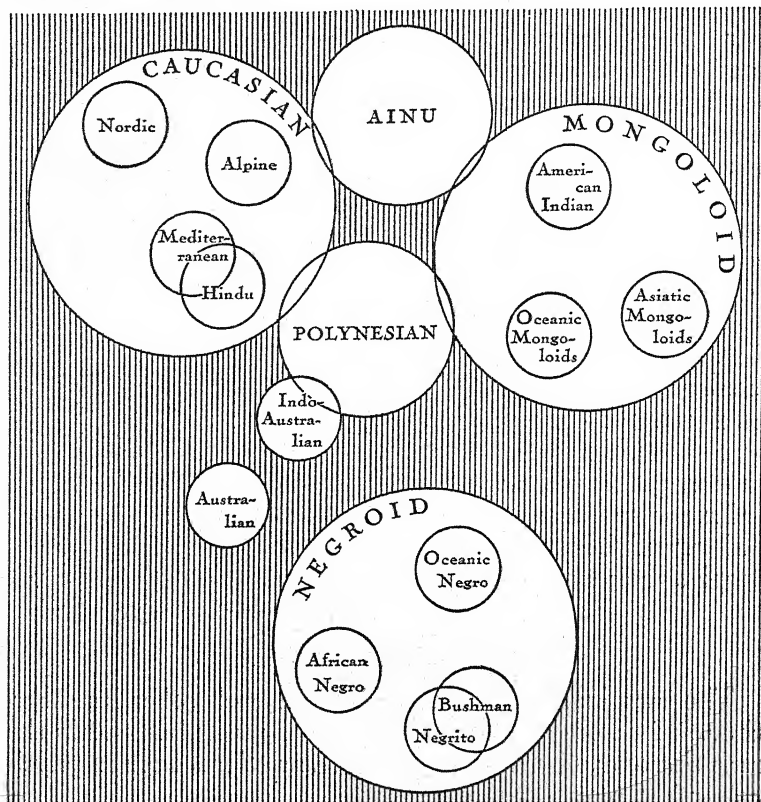 CAUCASIAN
Nordic
Alpine
Mediter-
ranean
Hindu
AINU
MONGOLOID
Ameri-
can
Indian
Oceanic
Mongo-
loids
Asiatic
Mongo-
loids
POLYNESIAN
Indo-
Austra-
lian
Austra-
lian
NEGROID
Oceanic
Negro
African
Negro
Bushman
Negrito